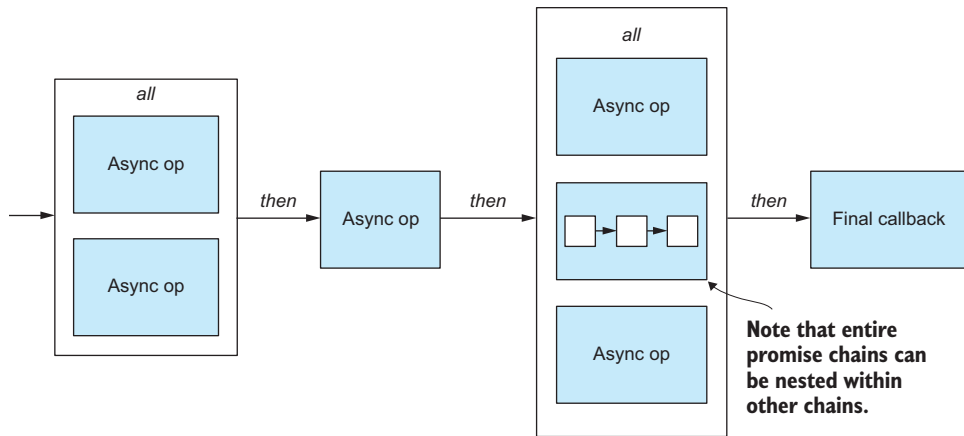 all
Async op
Async op
then
Async op
then
all
Async op
Async op
then
Final callback
Note that entire
promise chains can
be nested within
other chains.